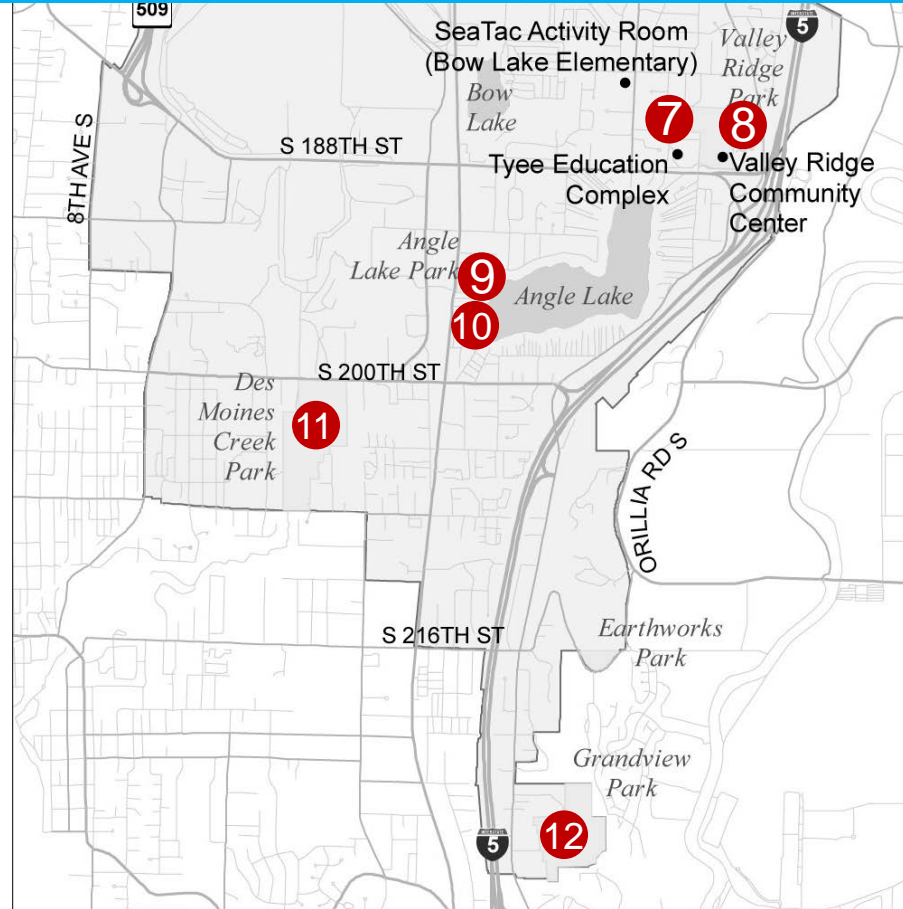 509
SeaTac Activity Room
(Bow Lake Elementary)
Valley
Ridge
Park
5
Bow
Lake
7
8
S 188TH ST
8TH AVE S
Tyee Education
Complex
Valley Ridge
Community
Center
Angle
Lake Park
9
Angle Lake
10
S 200TH ST
Des
Moines
Creek
Park
11
ORILLIA RD S
S 216TH ST
Earthworks
Park
Grandview
Park
12
5